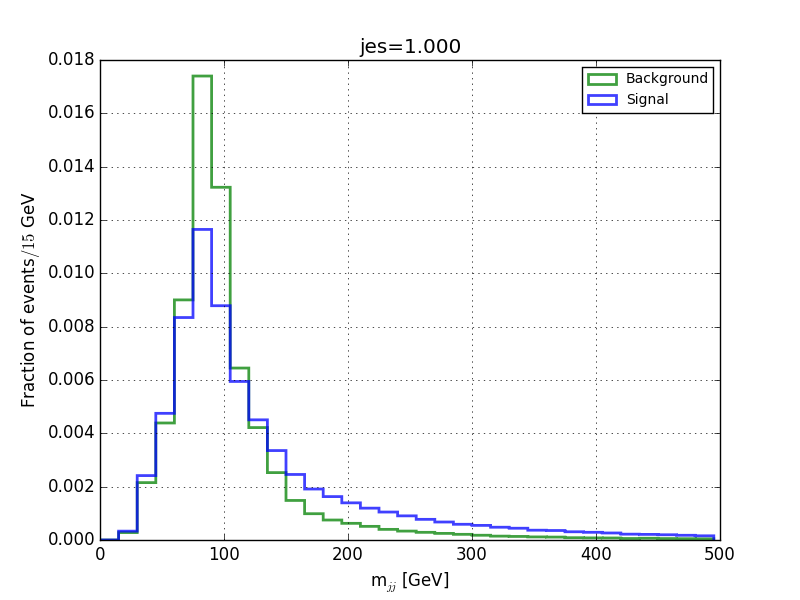 jes=1.000
0.018
0.016
0.014
0.012
0.010
0.008
0.006
0.004
0.002
0.000
Fraction of events/15 GeV
Background
Signal
0 100 200 300 400 500
m_jj [GeV]